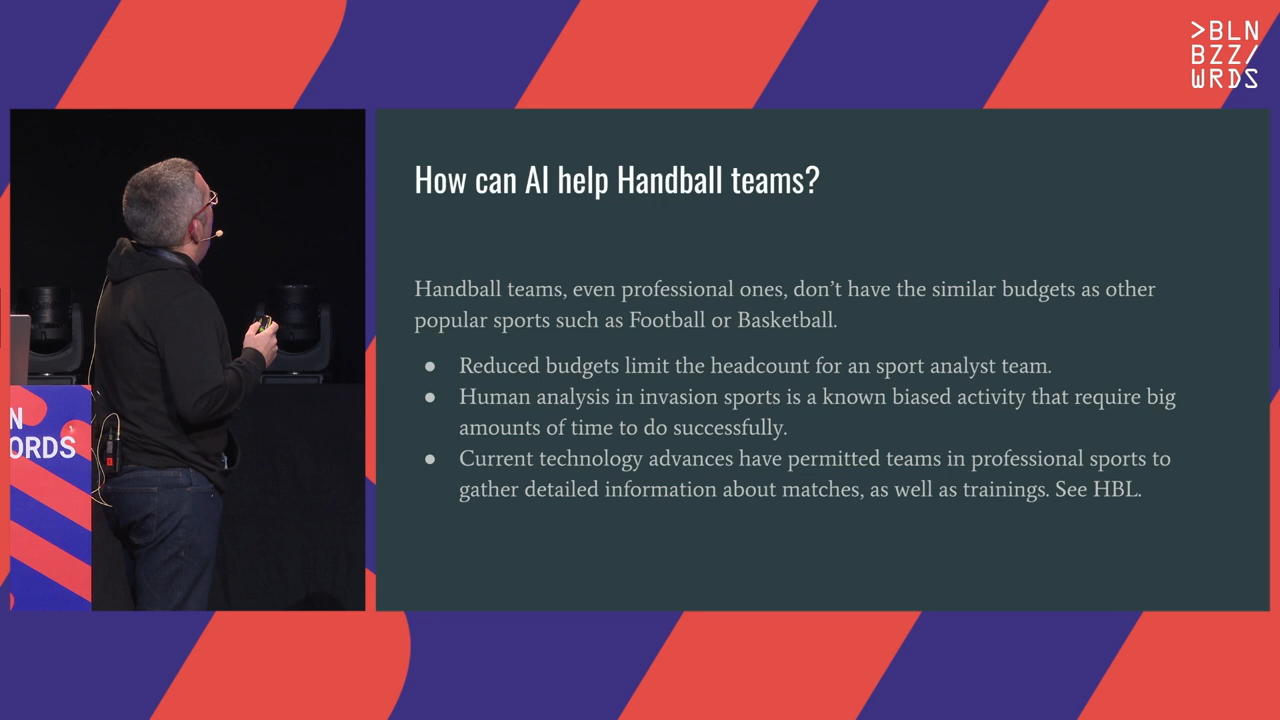 >BLN
BZZ/
WRDS
How can AI help Handball teams?
Handball teams, even professional ones, don't have the similar budgets as other
popular sports such as Football or Basketball.
● Reduced budgets limit the headcount for an sport analyst team.
● Human analysis in invasion sports is a known biased activity that require big
amounts of time to do successfully.
● Current technology advances have permitted teams in professional sports to
gather detailed information about matches, as well as trainings. See HBL.
N
ORDS